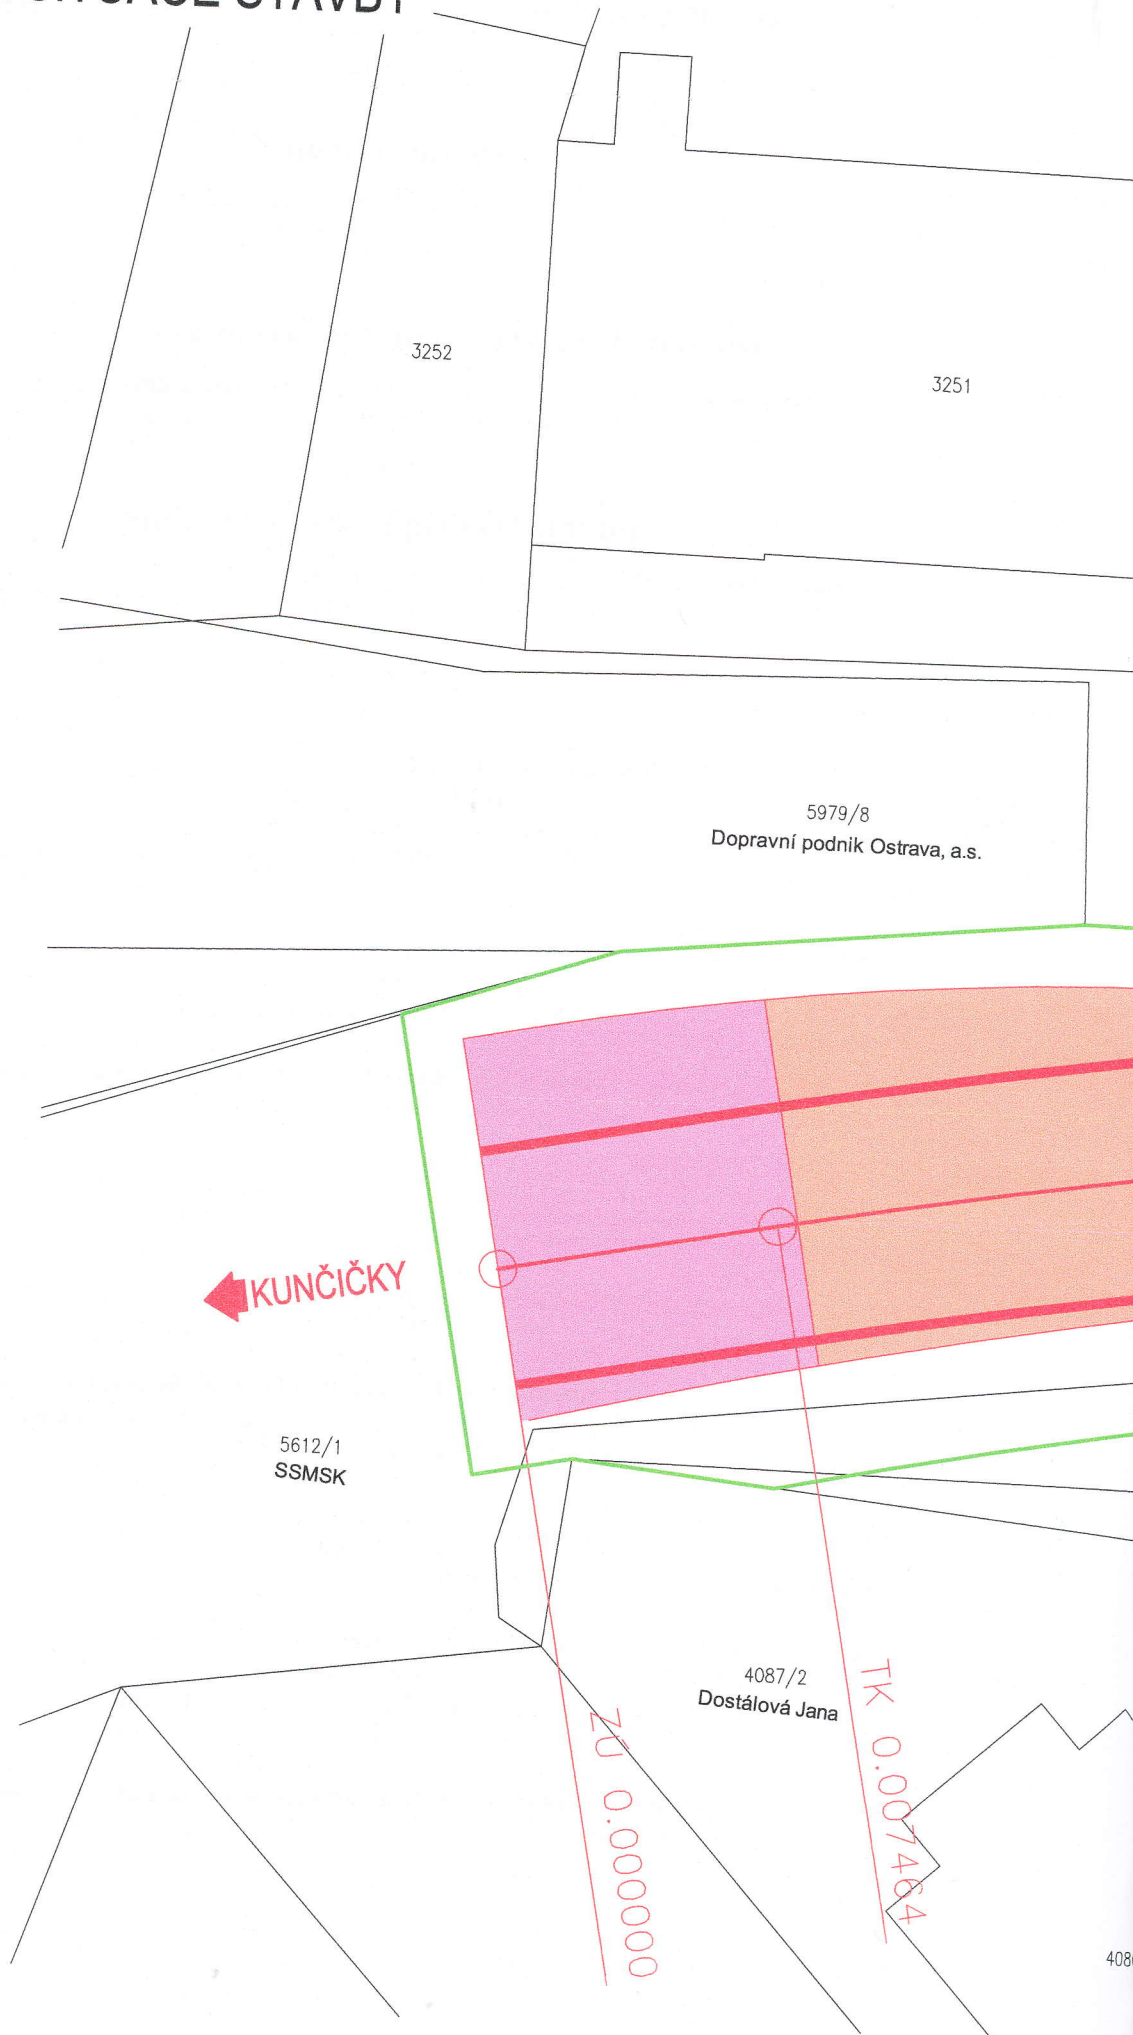 STAVBY
3252
3251
5979/8
Dopravní podnik Ostrava, a.s.
KUNČIČKY
5612/1
SSMSK
4087/2
Dostálová Jana
TK 0.007464
ZÚ 0.000000